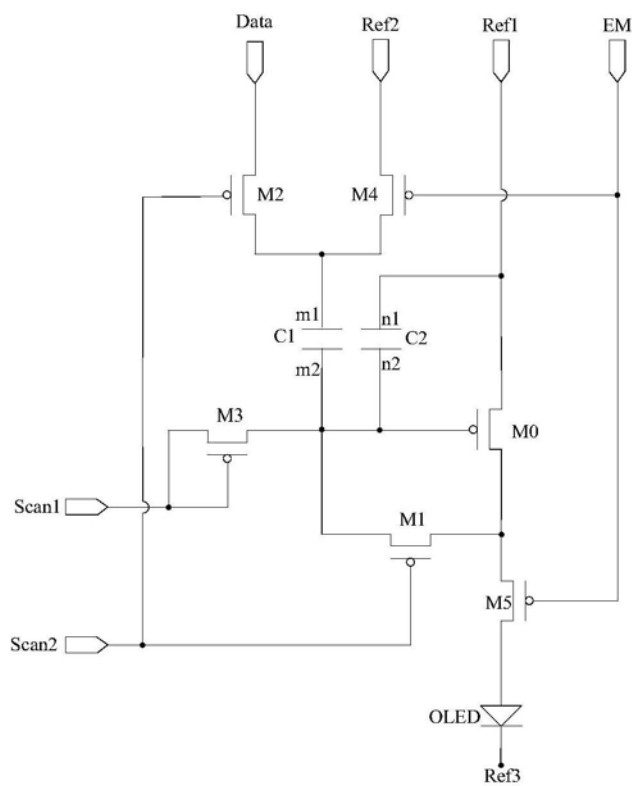 Data Ref2 Ref1 EM
M2 M4
m1 n1
C1 C2
m2 n2
M3
M0
Scan1
M1
M5
Scan2
OLED
Ref3